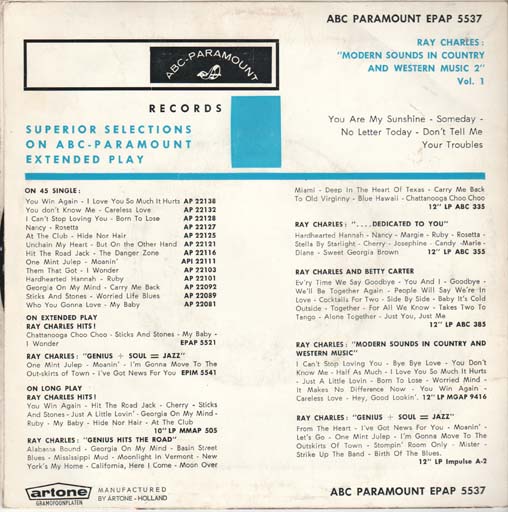 ABC PARAMOUNT EPAP 5537
ABC-PARAMOUNT
RECORDS
SUPERIOR SELECTIONS
ON ABC-PARAMOUNT
EXTENDED PLAY
RAY CHARLES:
"MODERN SOUNDS IN COUNTRY
AND WESTERN MUSIC 2"
Vol. 1
You Are My Sunshine - Someday -
No Letter Today - Don't Tell Me
Your Troubles
ON 45 SINGLE:
You Win Again - I Love You So Much It Hurts AP 22138
You don't Know Me - Careless Love AP 22132
I Can't Stop Loving You - Born To Lose AP 22128
Nancy - Rosetta AP 22127
At The Club - Hide Nor Hair AP 22125
Unchain My Heart - But On the Other Hand AP 22121
Hit The Road Jack - The Danger Zone AP 22116
One Mint Julep - Moanin' API 22111
Them That Got - I Wonder AP 22103
Hardhearted Hannah - Ruby AP 22101
Georgia On My Mind - Carry Me Back AP 22092
Sticks And Stones - Worried Life Blues AP 22089
Who You Gonna Love - My Baby AP 22081
ON EXTENDED PLAY
RAY CHARLES HITS!
Chattanooga Choo Choo - Sticks And Stones - My Baby -
I Wonder EPAP 5521
RAY CHARLES: "GENIUS + SOUL = JAZZ"
One Mint Julep - Moanin' - I'm Gonna Move To The
Out-skirts of Town - I've Got News For You EPIM 5541
ON LONG PLAY
RAY CHARLES HITS!
You Win Again - Hit The Road Jack - Cherry - Sticks
And Stones - Just A Little Lovin' - Georgia On My Mind -
Ruby - My Baby - Hide Nor Hair - At The Club
10" LP MMAP 505
RAY CHARLES: "GENIUS HITS THE ROAD"
Alabama Bound - Georgia On My Mind - Basin Street
Blues - Mississippi Mud - Moonlight in Vermont - New
York's My Home - California, Here I Come - Moon Over
Miami - Deep In The Heart Of Texas - Carry Me Back
To Old Virginny - Blue Hawaii - Chattanooga Choo Choo
12" LP ABC 335
RAY CHARLES: "....DEDICATED TO YOU"
Hardhearted Hannah - Nancy - Margie - Ruby - Rosetta -
Stella By Starlight - Cherry - Josephine - Candy - Marie -
Diane - Sweet Georgia Brown 12" LP ABC 355
RAY CHARLES AND BETTY CARTER
Ev'ry Time We Say Goodbye - You And I - Goodbye -
We'll Be Together Again - People Will Say We're In
Love - Cocktails For Two - Side By Side - Baby It's Cold
Outside - Together - For All We Know - Takes Two To
Tango - Alone Together - Just You, Just Me
12" LP ABC 385
RAY CHARLES: "MODERN SOUNDS IN COUNTRY AND
WESTERN MUSIC"
I Can't Stop Loving You - Bye Bye Love - You Don't
Know Me - Half As Much - I Love You So Much It Hurts
- Just A Little Lovin - Born To Lose - Worried Mind -
It Makes No Difference Now - You Win Again -
Careless Love - Hey, Good Lookin'. 12" LP MGAP 9416
RAY CHARLES: "GENIUS + SOUL = JAZZ"
From The Heart - I've Got News For You - Moanin' -
Let's Go - One Mint Julep - I'm Gonna Move To The
Outskirts Of Town - Stompin' Room Only - Mister -
Strike Up The Band - Birth Of The Blues.
12" LP Impulse A-2
artone
GRAMOFOONPLATEN
MANUFACTURED
BY ARTONE - HOLLAND
ABC PARAMOUNT EPAP 5537